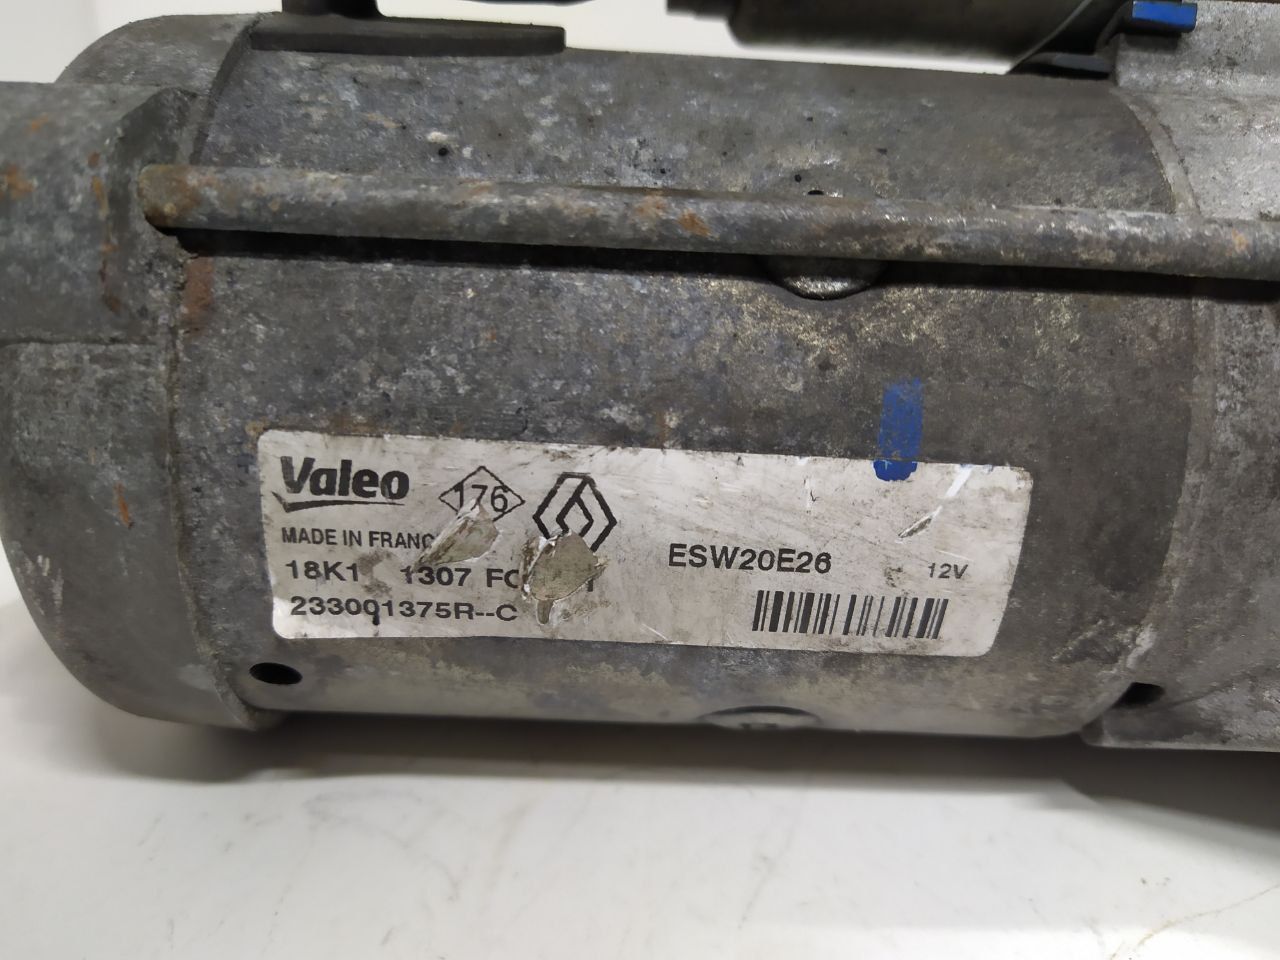 Valeo
176
MADE IN FRANC
18K1 1307 FC
233001375R--C
ESW20E26
12V